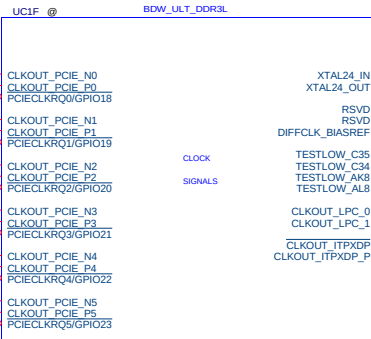 UC1F @
BDW_ULT_DDR3L
CLKOUT_PCIE_N0
CLKOUT_PCIE_P0
PCIECLKRQ0/GPIO18
CLKOUT_PCIE_N1
CLKOUT_PCIE_P1
PCIECLKRQ1/GPIO19
CLKOUT_PCIE_N2
CLKOUT_PCIE_P2
PCIECLKRQ2/GPIO20
CLKOUT_PCIE_N3
CLKOUT_PCIE_P3
PCIECLKRQ3/GPIO21
CLKOUT_PCIE_N4
CLKOUT_PCIE_P4
PCIECLKRQ4/GPIO22
CLKOUT_PCIE_N5
CLKOUT_PCIE_P5
PCIECLKRQ5/GPIO23
CLOCK
SIGNALS
XTAL24_IN
XTAL24_OUT
RSVD
RSVD
DIFFCLK_BIASREF
TESTLOW_C35
TESTLOW_C34
TESTLOW_AK8
TESTLOW_AL8
CLKOUT_LPC_0
CLKOUT_LPC_1
CLKOUT_ITPXDP
CLKOUT_ITPXDP_P